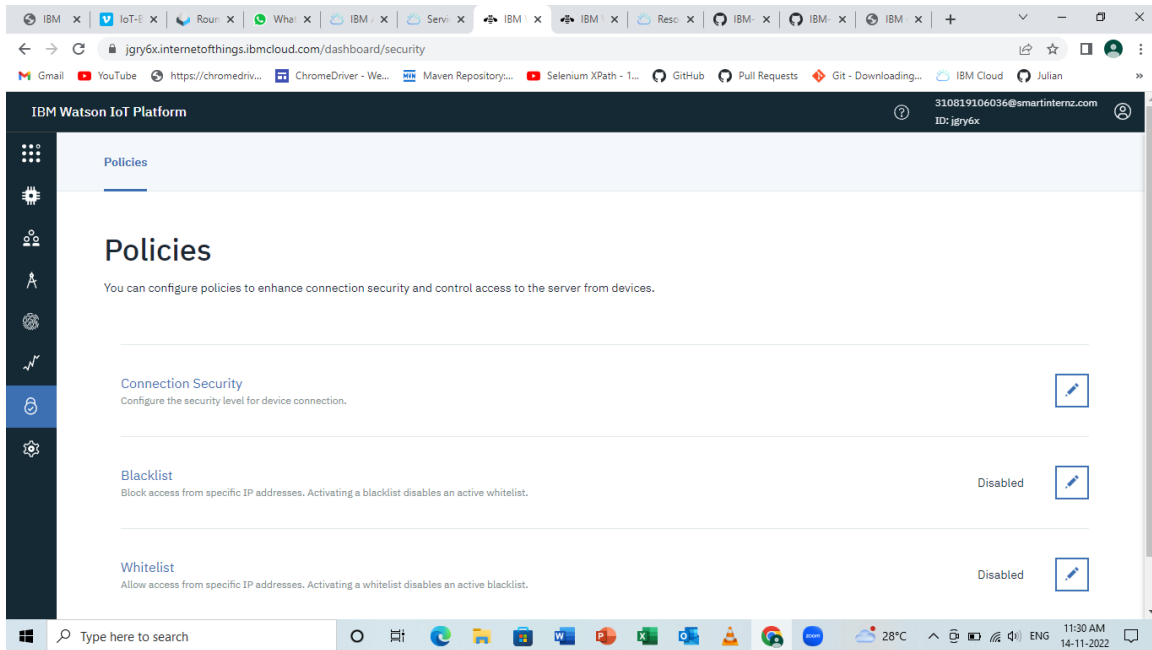 IBM
IoT-E
Roun
What
IBM /
Servi
IBM
IBM
Reso
IBM-
IBM-
IBM
jgry6x.internetofthings.ibmcloud.com/dashboard/security
Gmail
YouTube
https://chromedriv...
ChromeDriver - We...
Maven Repository:...
Selenium XPath - 1...
GitHub
Pull Requests
Git - Downloading...
IBM Cloud
Julian
»
IBM Watson IoT Platform
310819106036@smartinternz.com
ID: jgry6x
Policies
Policies
You can configure policies to enhance connection security and control access to the server from devices.
Connection Security
Configure the security level for device connection.
Blacklist
Block access from specific IP addresses. Activating a blacklist disables an active whitelist.
Disabled
Whitelist
Allow access from specific IP addresses. Activating a whitelist disables an active blacklist.
Disabled
Type here to search
zoom
28°C
ENG
11:30 AM
14-11-2022